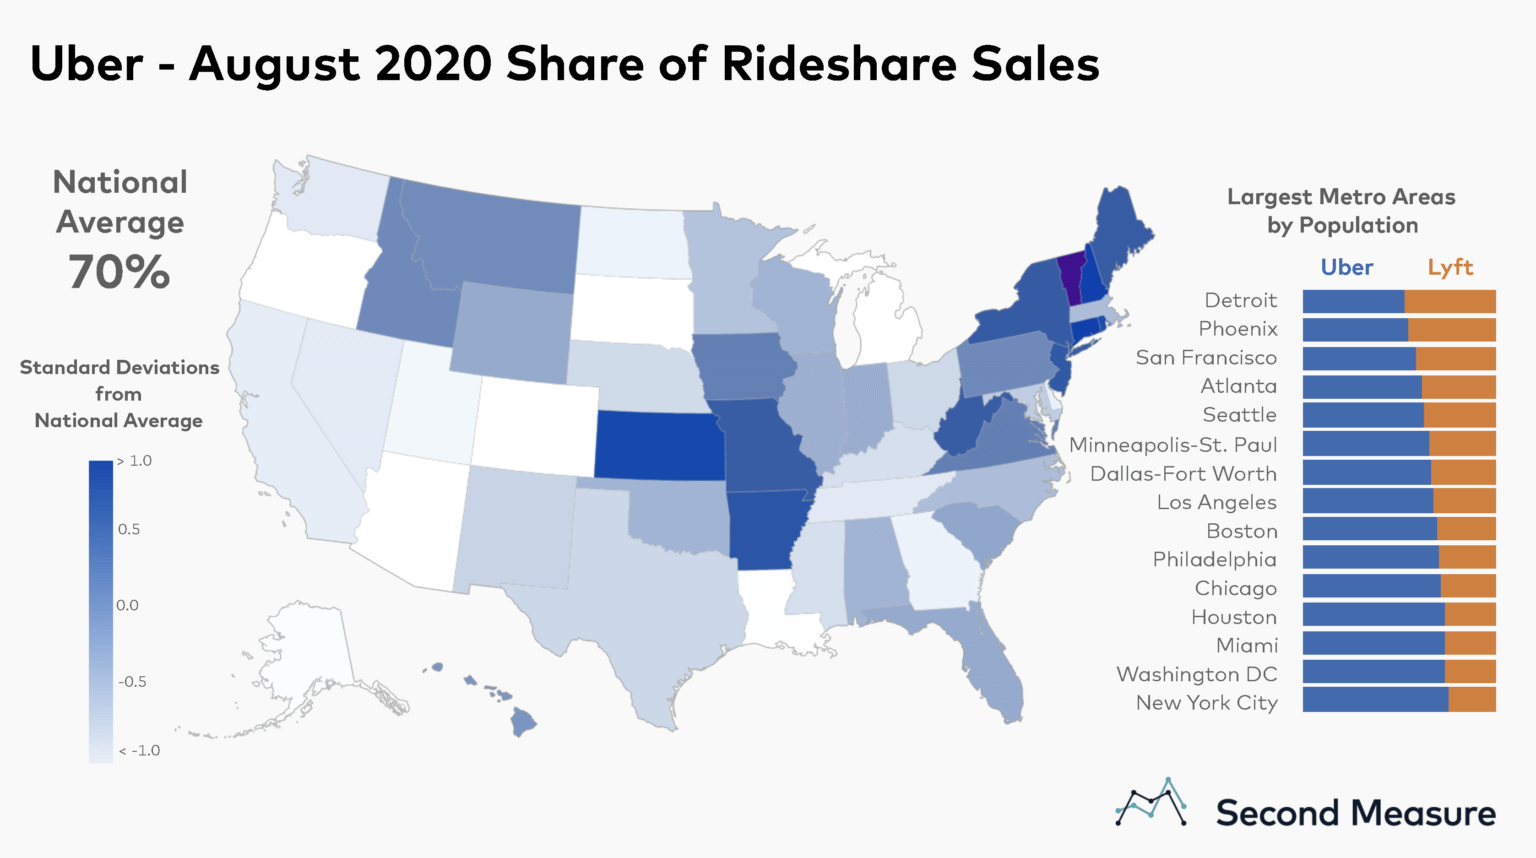 Uber - August 2020 Share of Rideshare Sales
National
Average
70%
Standard Deviations
from
National Average
> 1.0
0.5
0.0
-0.5
< -1.0
Largest Metro Areas
by Population
Uber Lyft
Detroit
Phoenix
San Francisco
Atlanta
Seattle
Minneapolis-St. Paul
Dallas-Fort Worth
Los Angeles
Boston
Philadelphia
Chicago
Houston
Miami
Washington DC
New York City
Second Measure